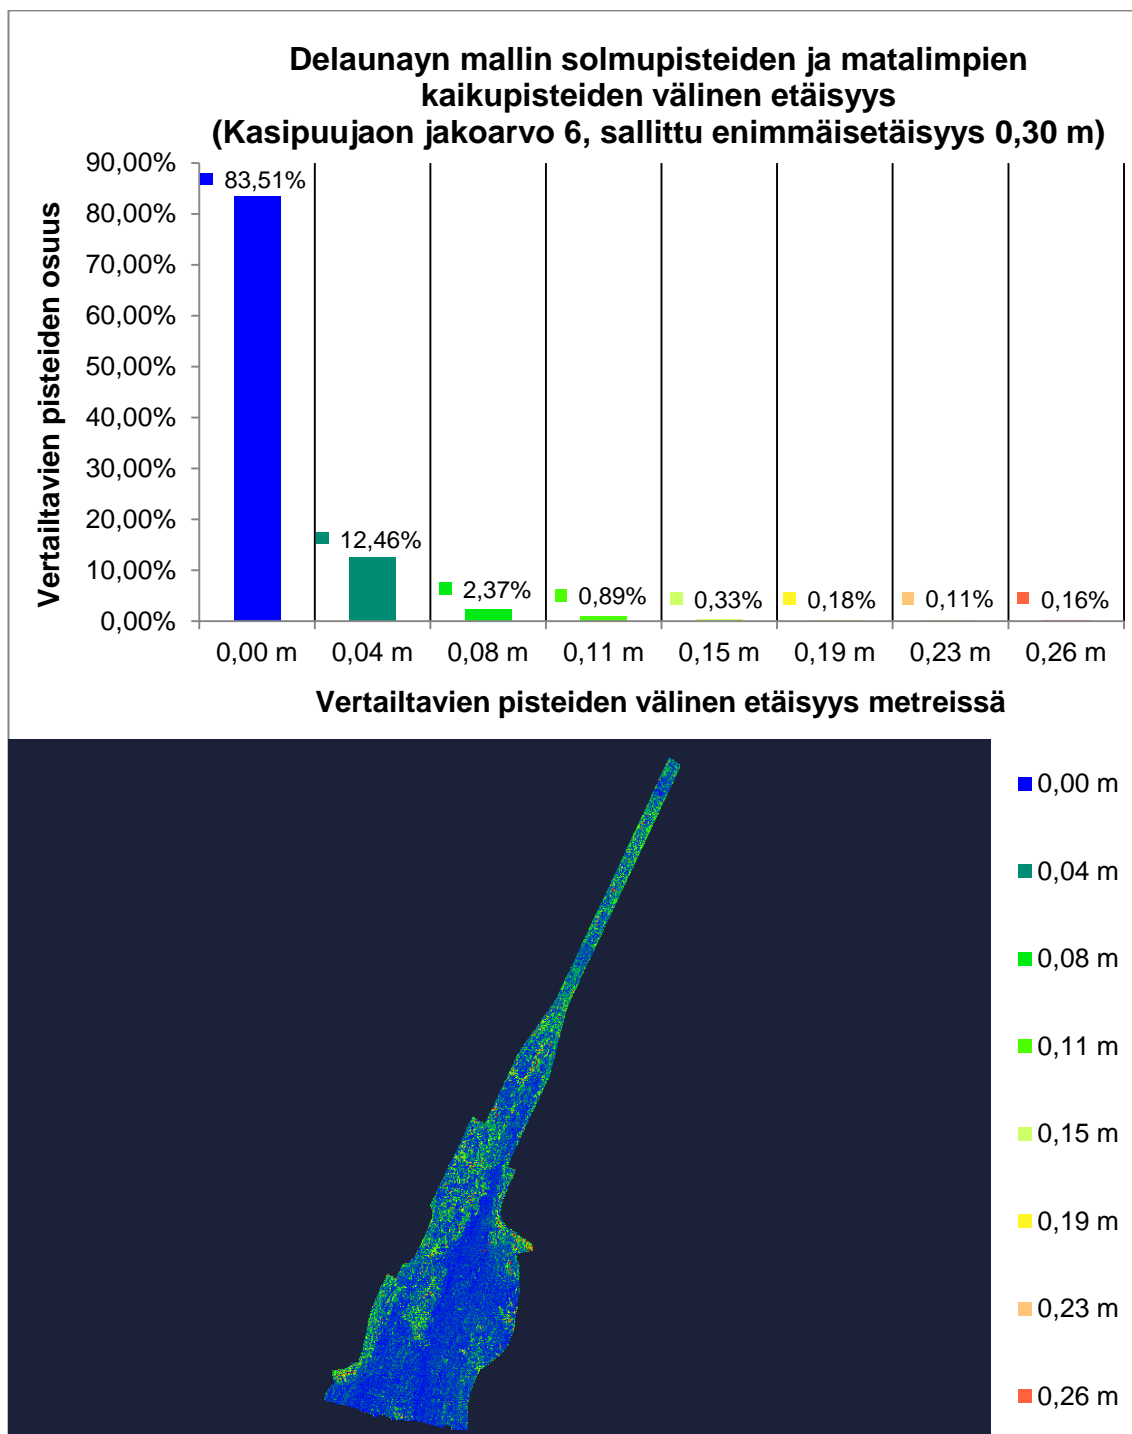 Delaunayn mallin solmupisteiden ja matalimpien
kaikupisteiden välinen etäisyys
(Kasipuujaon jakoarvo 6, sallittu enimmäisetäisyys 0,30 m)
Vertailtavien pisteiden osuus
90,00%
80,00%
70,00%
60,00%
50,00%
40,00%
30,00%
20,00%
10,00%
0,00%
83,51%
12,46%
2,37%
0,89%
0,33%
0,18%
0,11%
0,16%
0,00 m
0,04 m
0,08 m
0,11 m
0,15 m
0,19 m
0,23 m
0,26 m
Vertailtavien pisteiden välinen etäisyys metreissä
0,00 m
0,04 m
0,08 m
0,11 m
0,15 m
0,19 m
0,23 m
0,26 m